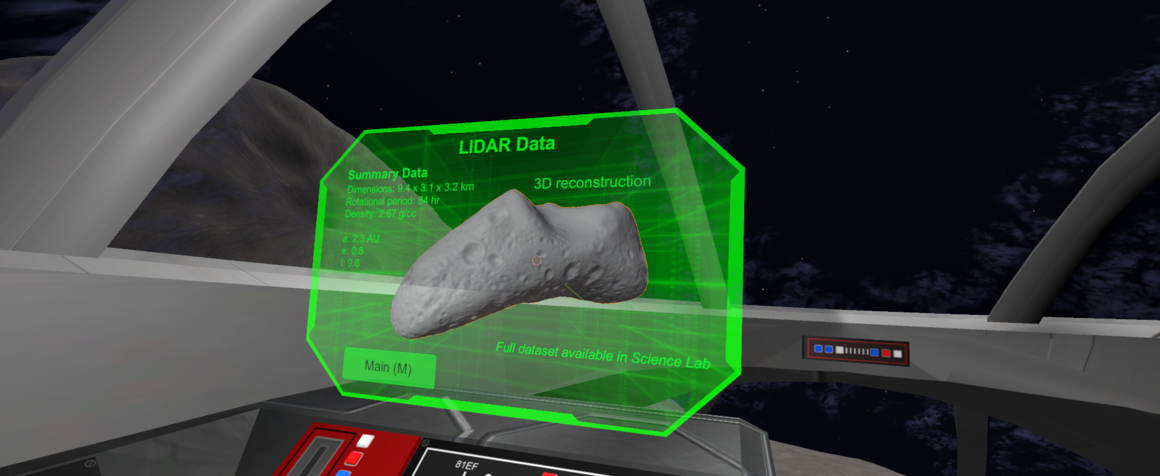 LIDAR Data
Summary Data
Dimensions: 9.4 x 3.1 x 3.2 km
Rotational period: 84 hr
Density: 2.67 g/cc
a: 2.3 AU
e: 0.8
i: 9.6
3D reconstruction
Full dataset available in Science Lab
Main (M)
81EF